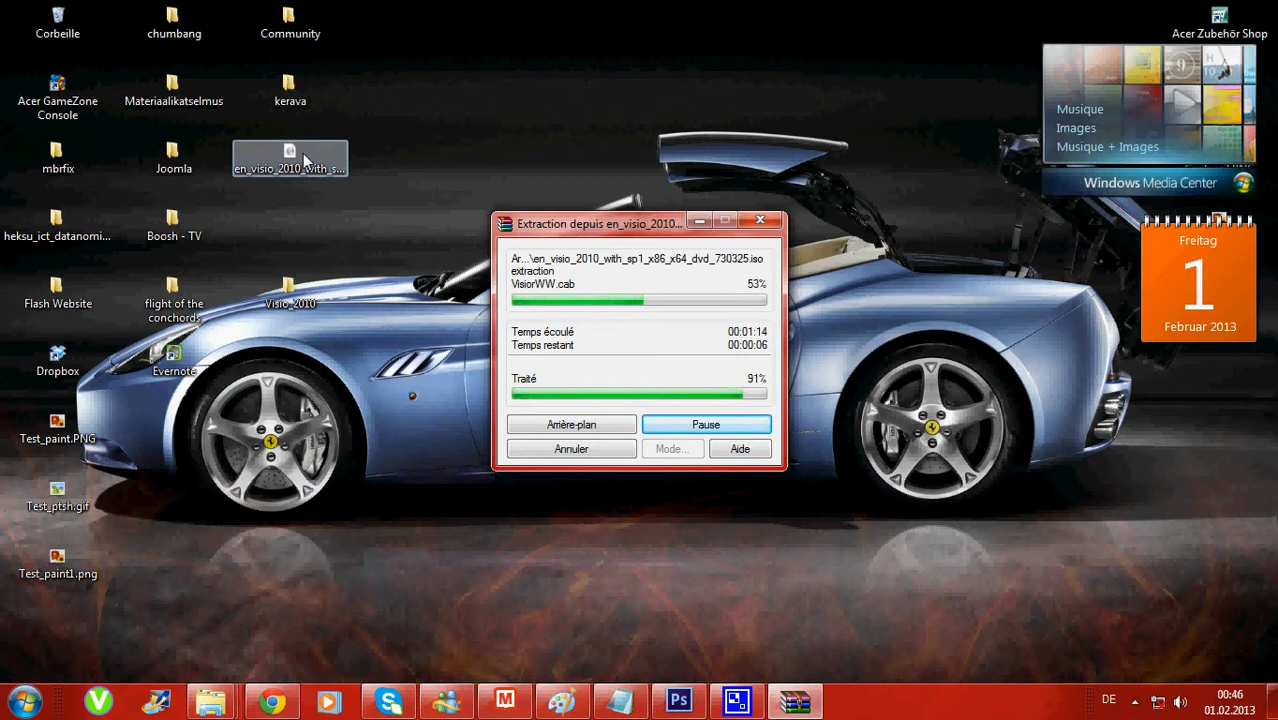 Corbeille
chumbang
Community
Acer Zubehör Shop
Acer GameZone
Console
Materiaalikatselmus
kerava
mbrfix
Joomla
en_visio_2010_with_s...
heksu_ict_datanomi...
Boosh - TV
Flash Website
flight of the
conchords
Visio_2010
Dropbox
Evernote
Test_paint.PNG
Test_ptsh.gif
Test_paint1.png
Musique
Images
Musique + Images
Windows Media Center
Freitag
1
Februar 2013
Extraction depuis en_visio_2010...
Ar...\en_visio_2010_with_sp1_x86_x64_dvd_730325.iso
extraction
VisiorWW.cab 53%
Temps écoulé 00:01:14
Temps restant 00:00:06
Traité 91%
Arrière-plan
Pause
Annuler
Mode...
Aide
V
M
Ps
DE
00:46
01.02.2013